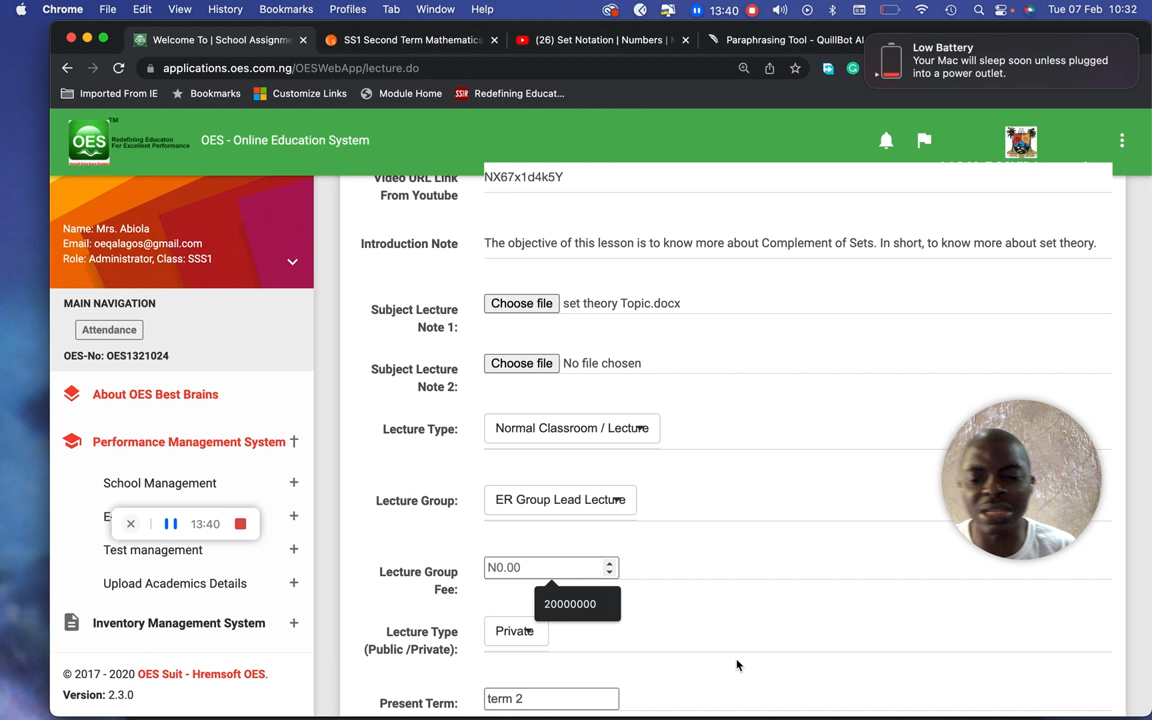 Chrome File Edit View History Bookmarks Profiles Tab Window Help 13:40 Tue 07 Feb 10:32
Welcome To | School Assignme
SS1 Second Term Mathematics
(26) Set Notation | Numbers | M
Paraphrasing Tool - QuillBot AI
Low Battery
Your Mac will sleep soon unless plugged
into a power outlet.
applications.oes.com.ng/OESWebApp/lecture.do
Imported From IE
Bookmarks
Customize Links
Module Home
SSIR
Redefining Educat...
OES
TM
Redefining Educaton
For Excellent Performance
OES - Online Education System
Name: Mrs. Abiola
Email: oeqalagos@gmail.com
Role: Administrator, Class: SSS1
MAIN NAVIGATION
Attendance
OES-No: OES1321024
About OES Best Brains
Performance Management System
School Management
E
13:40
Test management
Upload Academics Details
Inventory Management System
© 2017 - 2020 OES Suit - Hremsoft OES.
Version: 2.3.0
Video URL Link
From Youtube
NX67x1d4k5Y
Introduction Note
The objective of this lesson is to know more about Complement of Sets. In short, to know more about set theory.
Subject Lecture
Note 1:
Choose file set theory Topic.docx
Subject Lecture
Note 2:
Choose file No file chosen
Lecture Type:
Normal Classroom / Lecture
Lecture Group:
ER Group Lead Lecture
Lecture Group
Fee:
N0.00
20000000
Lecture Type
(Public /Private):
Private
Present Term:
term 2